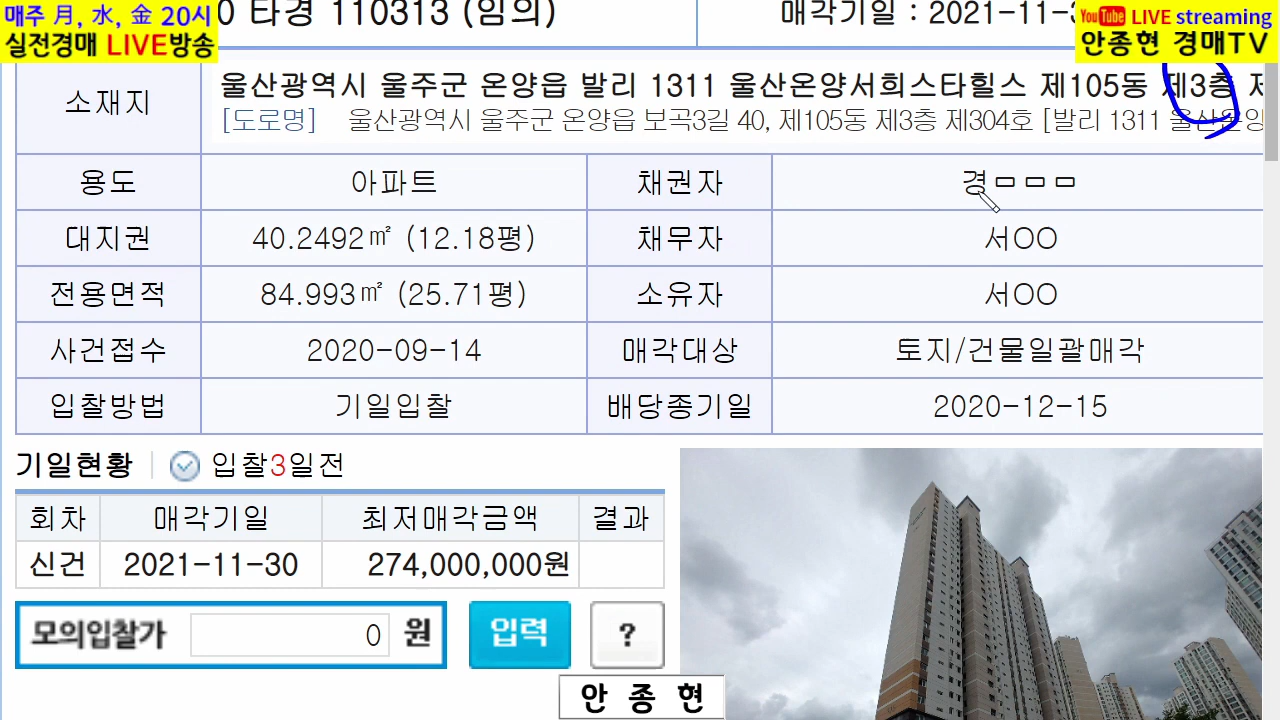 매주 月, 水, 金 20시
실전경매 LIVE방송
0 타경 110313 (임의)
매각기일 : 2021-11-3
YouTube LIVE streaming
안종현 경매TV
소재지
울산광역시 울주군 온양읍 발리 1311 울산온양서희스타힐스 제105동 제3층
[도로명] 울산광역시 울주군 온양읍 보곡3길 40, 제105동 제3층 제304호 [발리 1311 울산온양
용도 아파트 채권자 경ㅁㅁㅁ
대지권 40.2492㎡ (12.18평) 채무자 서OO
전용면적 84.993㎡ (25.71평) 소유자 서OO
사건접수 2020-09-14 매각대상 토지/건물일괄매각
입찰방법 기일입찰 배당종기일 2020-12-15
기일현황 입찰3일전
회차 매각기일 최저매각금액 결과
신건 2021-11-30 274,000,000원
모의입찰가 0 원 입력 ?
안 종 현